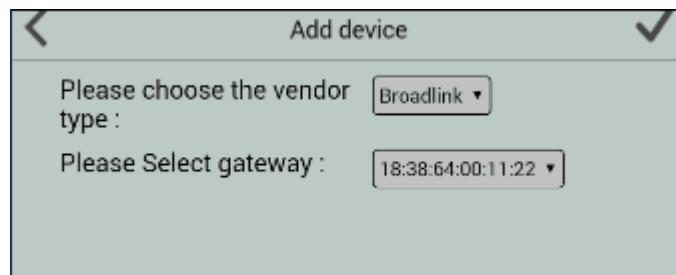 Add device
Please choose the vendor
type :
Broadlink
Please Select gateway :
18:38:64:00:11:22